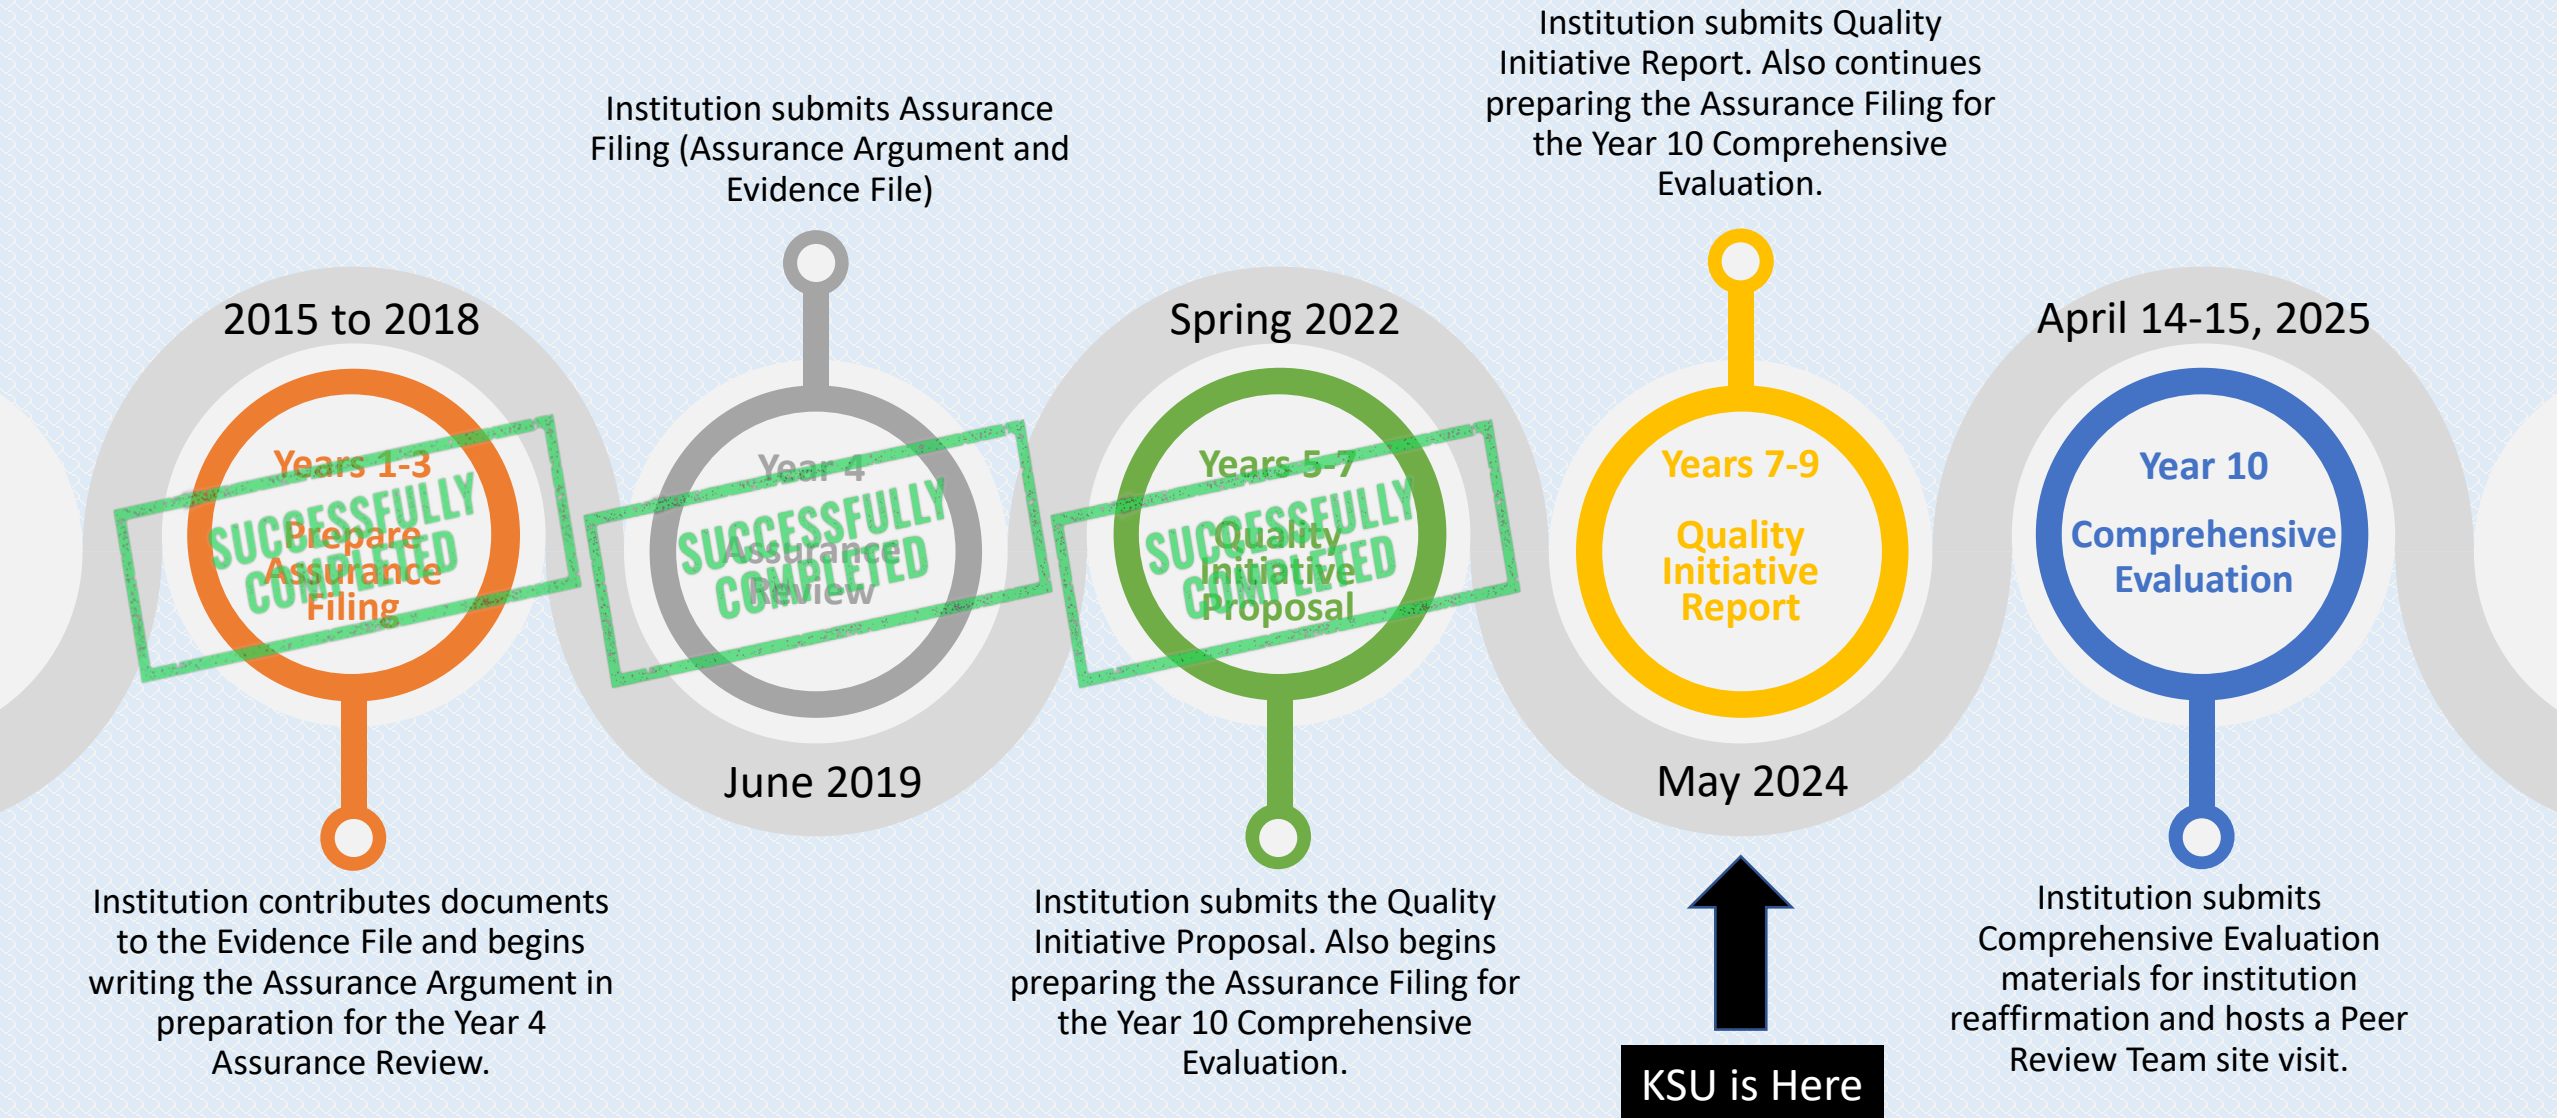 2015 to 2018
Years 1-3
Prepare
Assurance
Filing
SUCCESSFULLY
COMPLETED
Institution contributes documents
to the Evidence File and begins
writing the Assurance Argument in
preparation for the Year 4
Assurance Review.
Institution submits Assurance
Filing (Assurance Argument and
Evidence File)
Year 4
Assurance
Review
SUCCESSFULLY
COMPLETED
June 2019
Spring 2022
Years 5-7
Quality
Initiative
Proposal
SUCCESSFULLY
COMPLETED
Institution submits the Quality
Initiative Proposal. Also begins
preparing the Assurance Filing for
the Year 10 Comprehensive
Evaluation.
Institution submits Quality
Initiative Report. Also continues
preparing the Assurance Filing for
the Year 10 Comprehensive
Evaluation.
Years 7-9
Quality
Initiative
Report
May 2024
KSU is Here
April 14-15, 2025
Year 10
Comprehensive
Evaluation
Institution submits
Comprehensive Evaluation
materials for institution
reaffirmation and hosts a Peer
Review Team site visit.